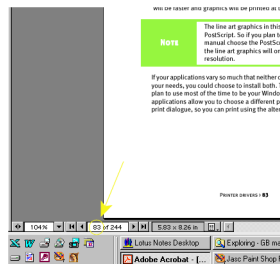 will be faster and graphics will be printed at t
The line art graphics in this
PostScript. So if you plan to
NOTE
manual choose the PostSc
the line art graphics will on
resolution.
If your applications vary so much that neither o
your needs, you could choose to install both. T
plan to use most of the time to be your Window
applications allow you to choose a different p
print dialogue, so you can print using the alter
PRINTER DRIVERS I 83
104%
83 of 244
5.83 x 8.26 in
Lotus Notes Desktop
Exploring - GB ma
Adobe Acrobat - [...
Jasc Paint Shop